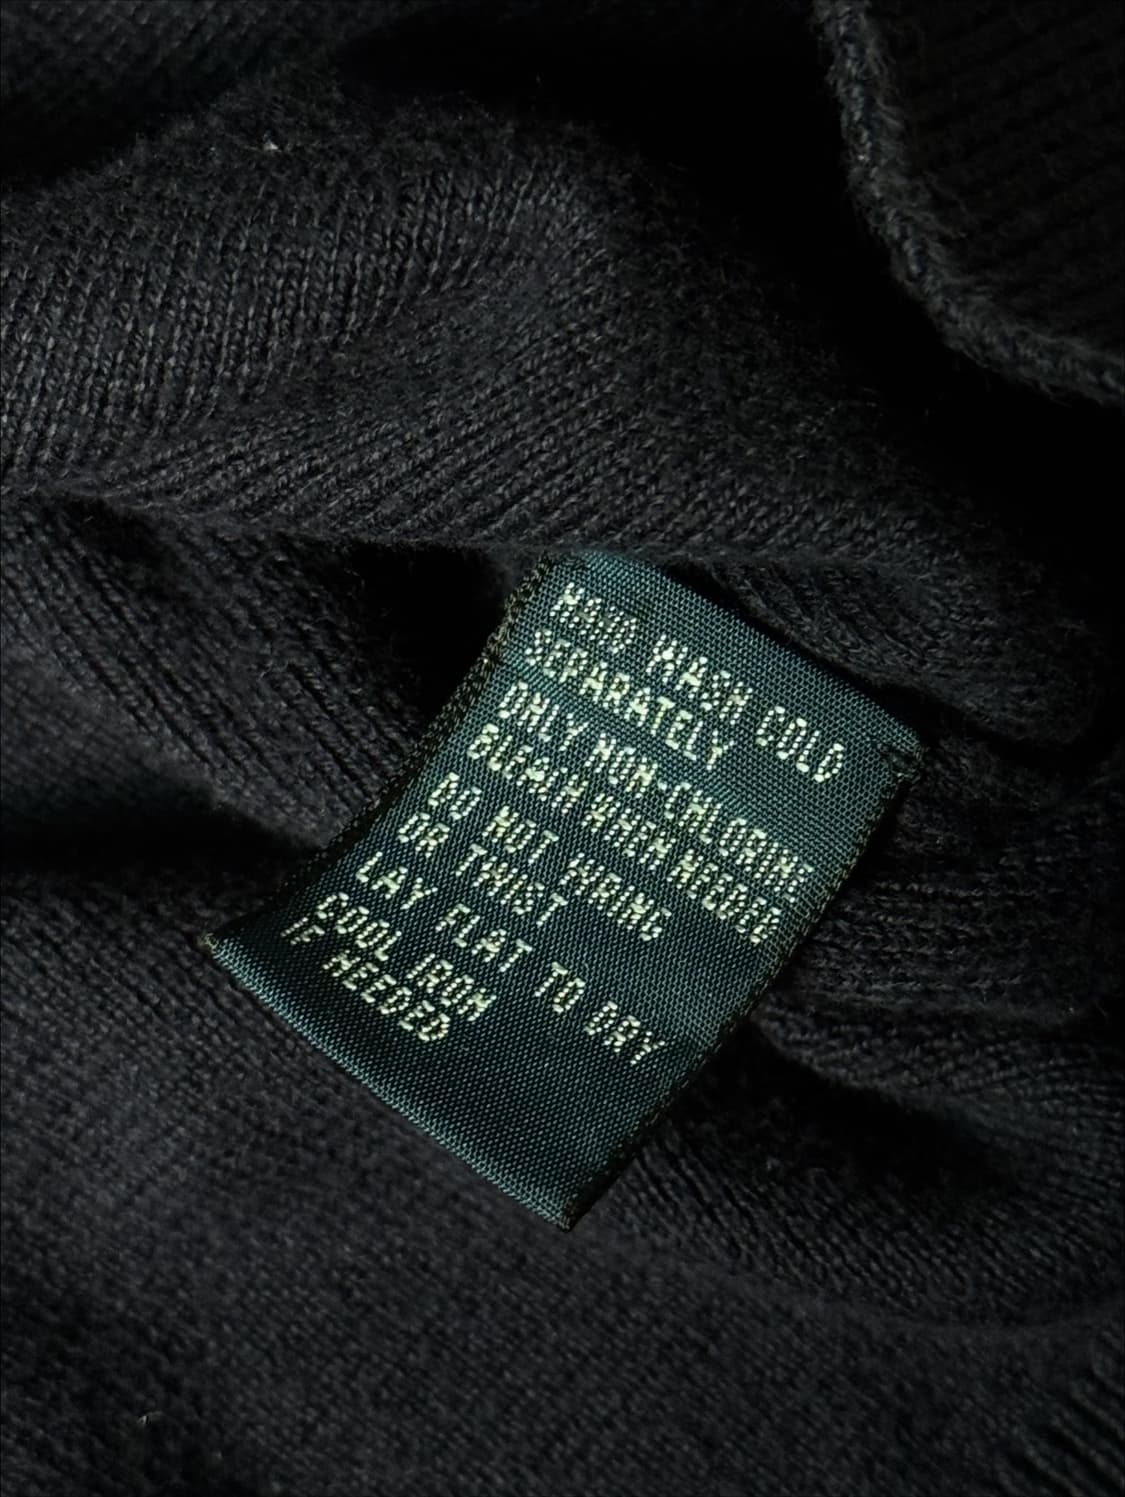 HAND WASH COLD
SEPARATELY
ONLY NON-CHLORINE
BLEACH WHEN NEEDED
DO NOT WRING
OR TWIST
LAY FLAT TO DRY
COOL IRON
IF NEEDED